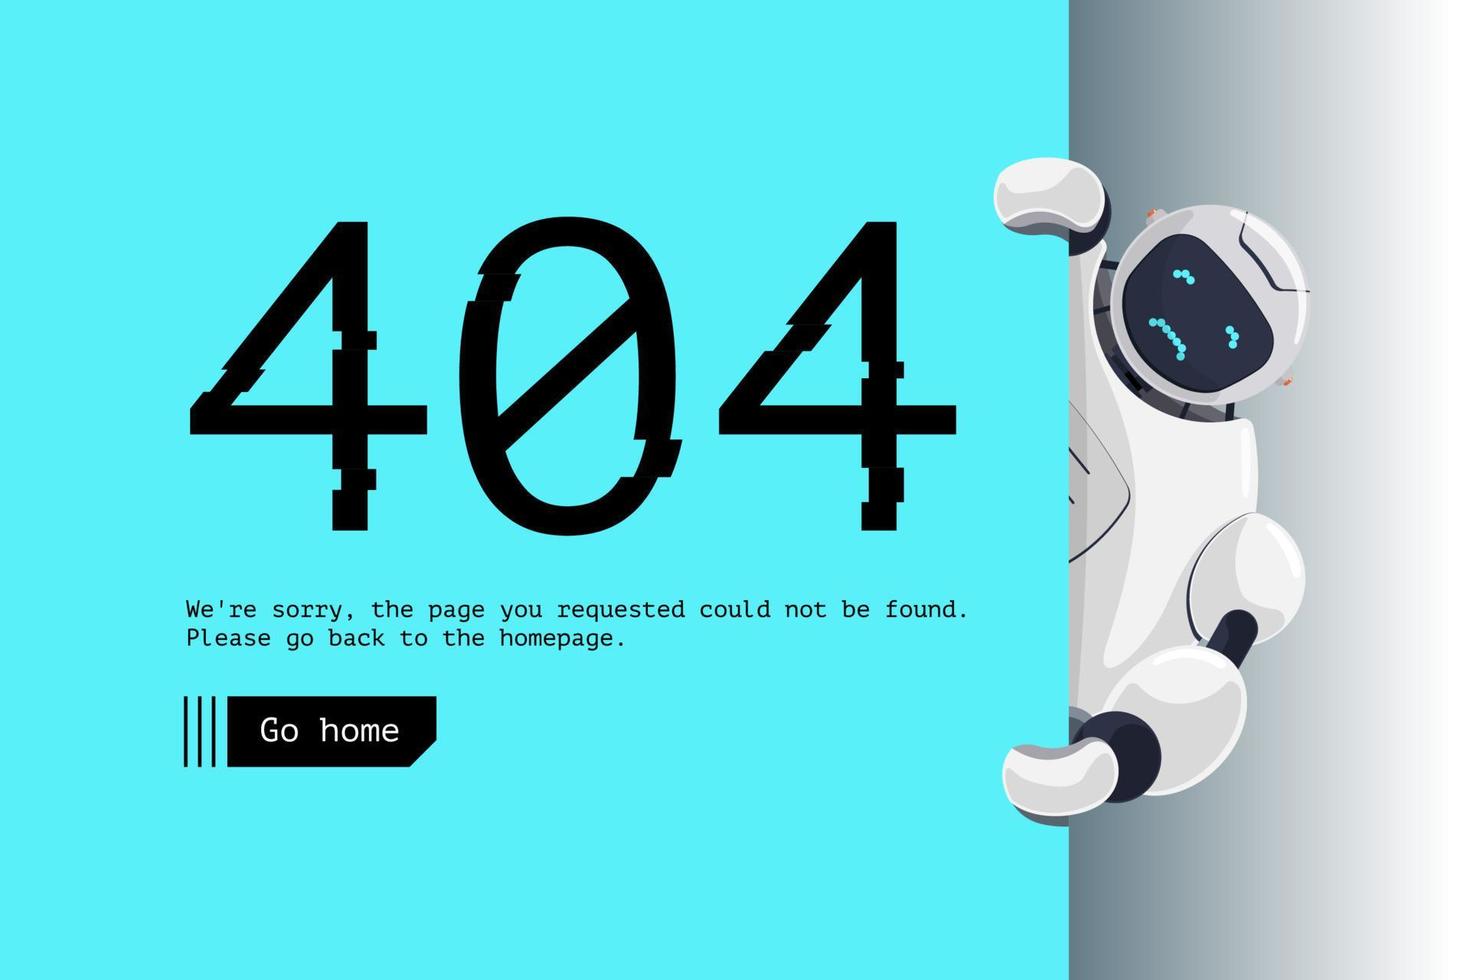 404
We're sorry, the page you requested could not be found.
Please go back to the homepage.
Go home